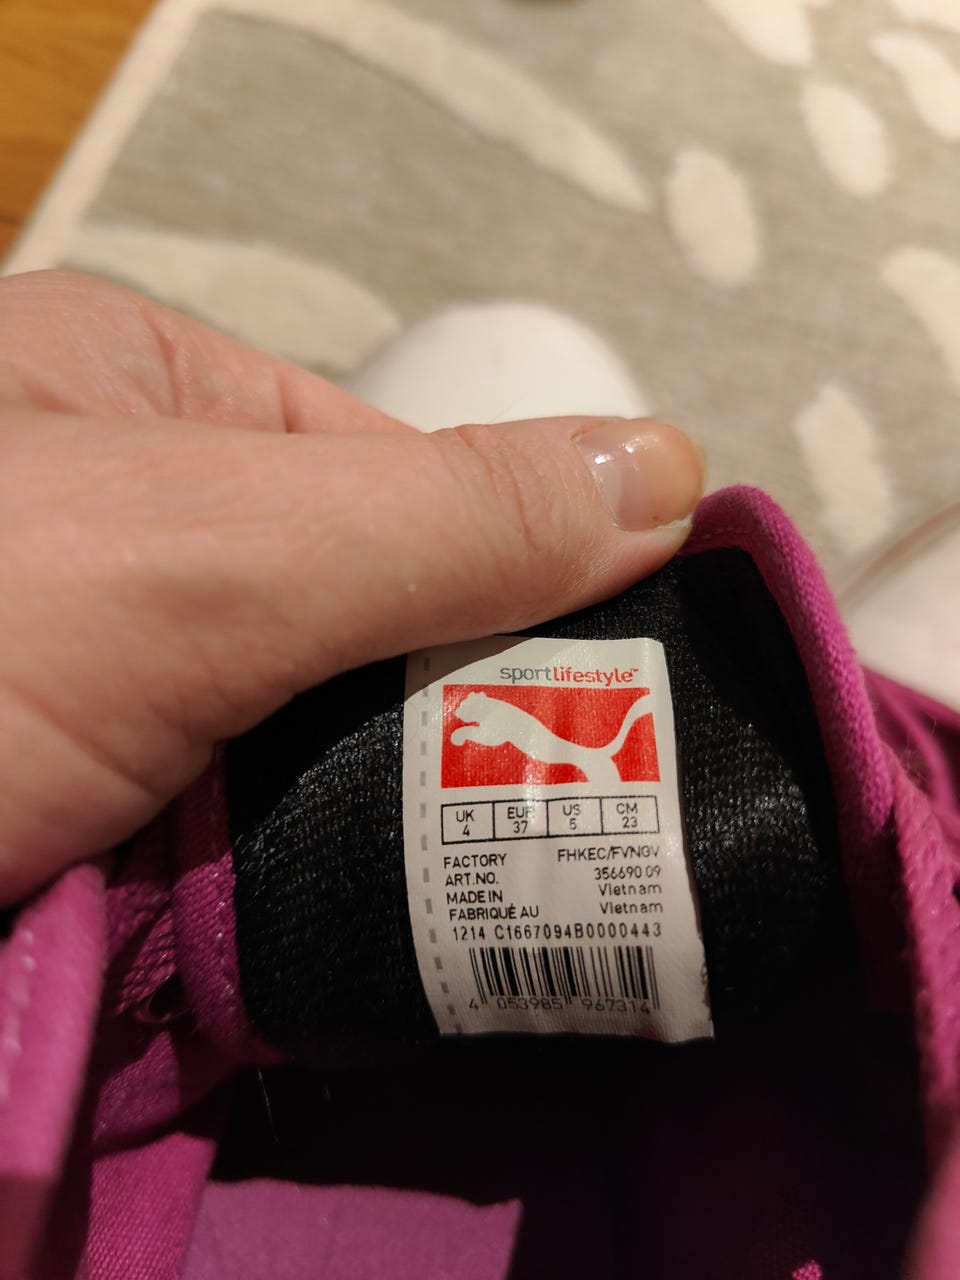 sportlifestyle™
UK EUR US CM
4 37 5 23
FACTORY FHKEC/FVNGV
ART.NO. 356690 09
MADE IN Vietnam
FABRIQUÉ AU Vietnam
1214 C1667094B0000443
4 053985 967314